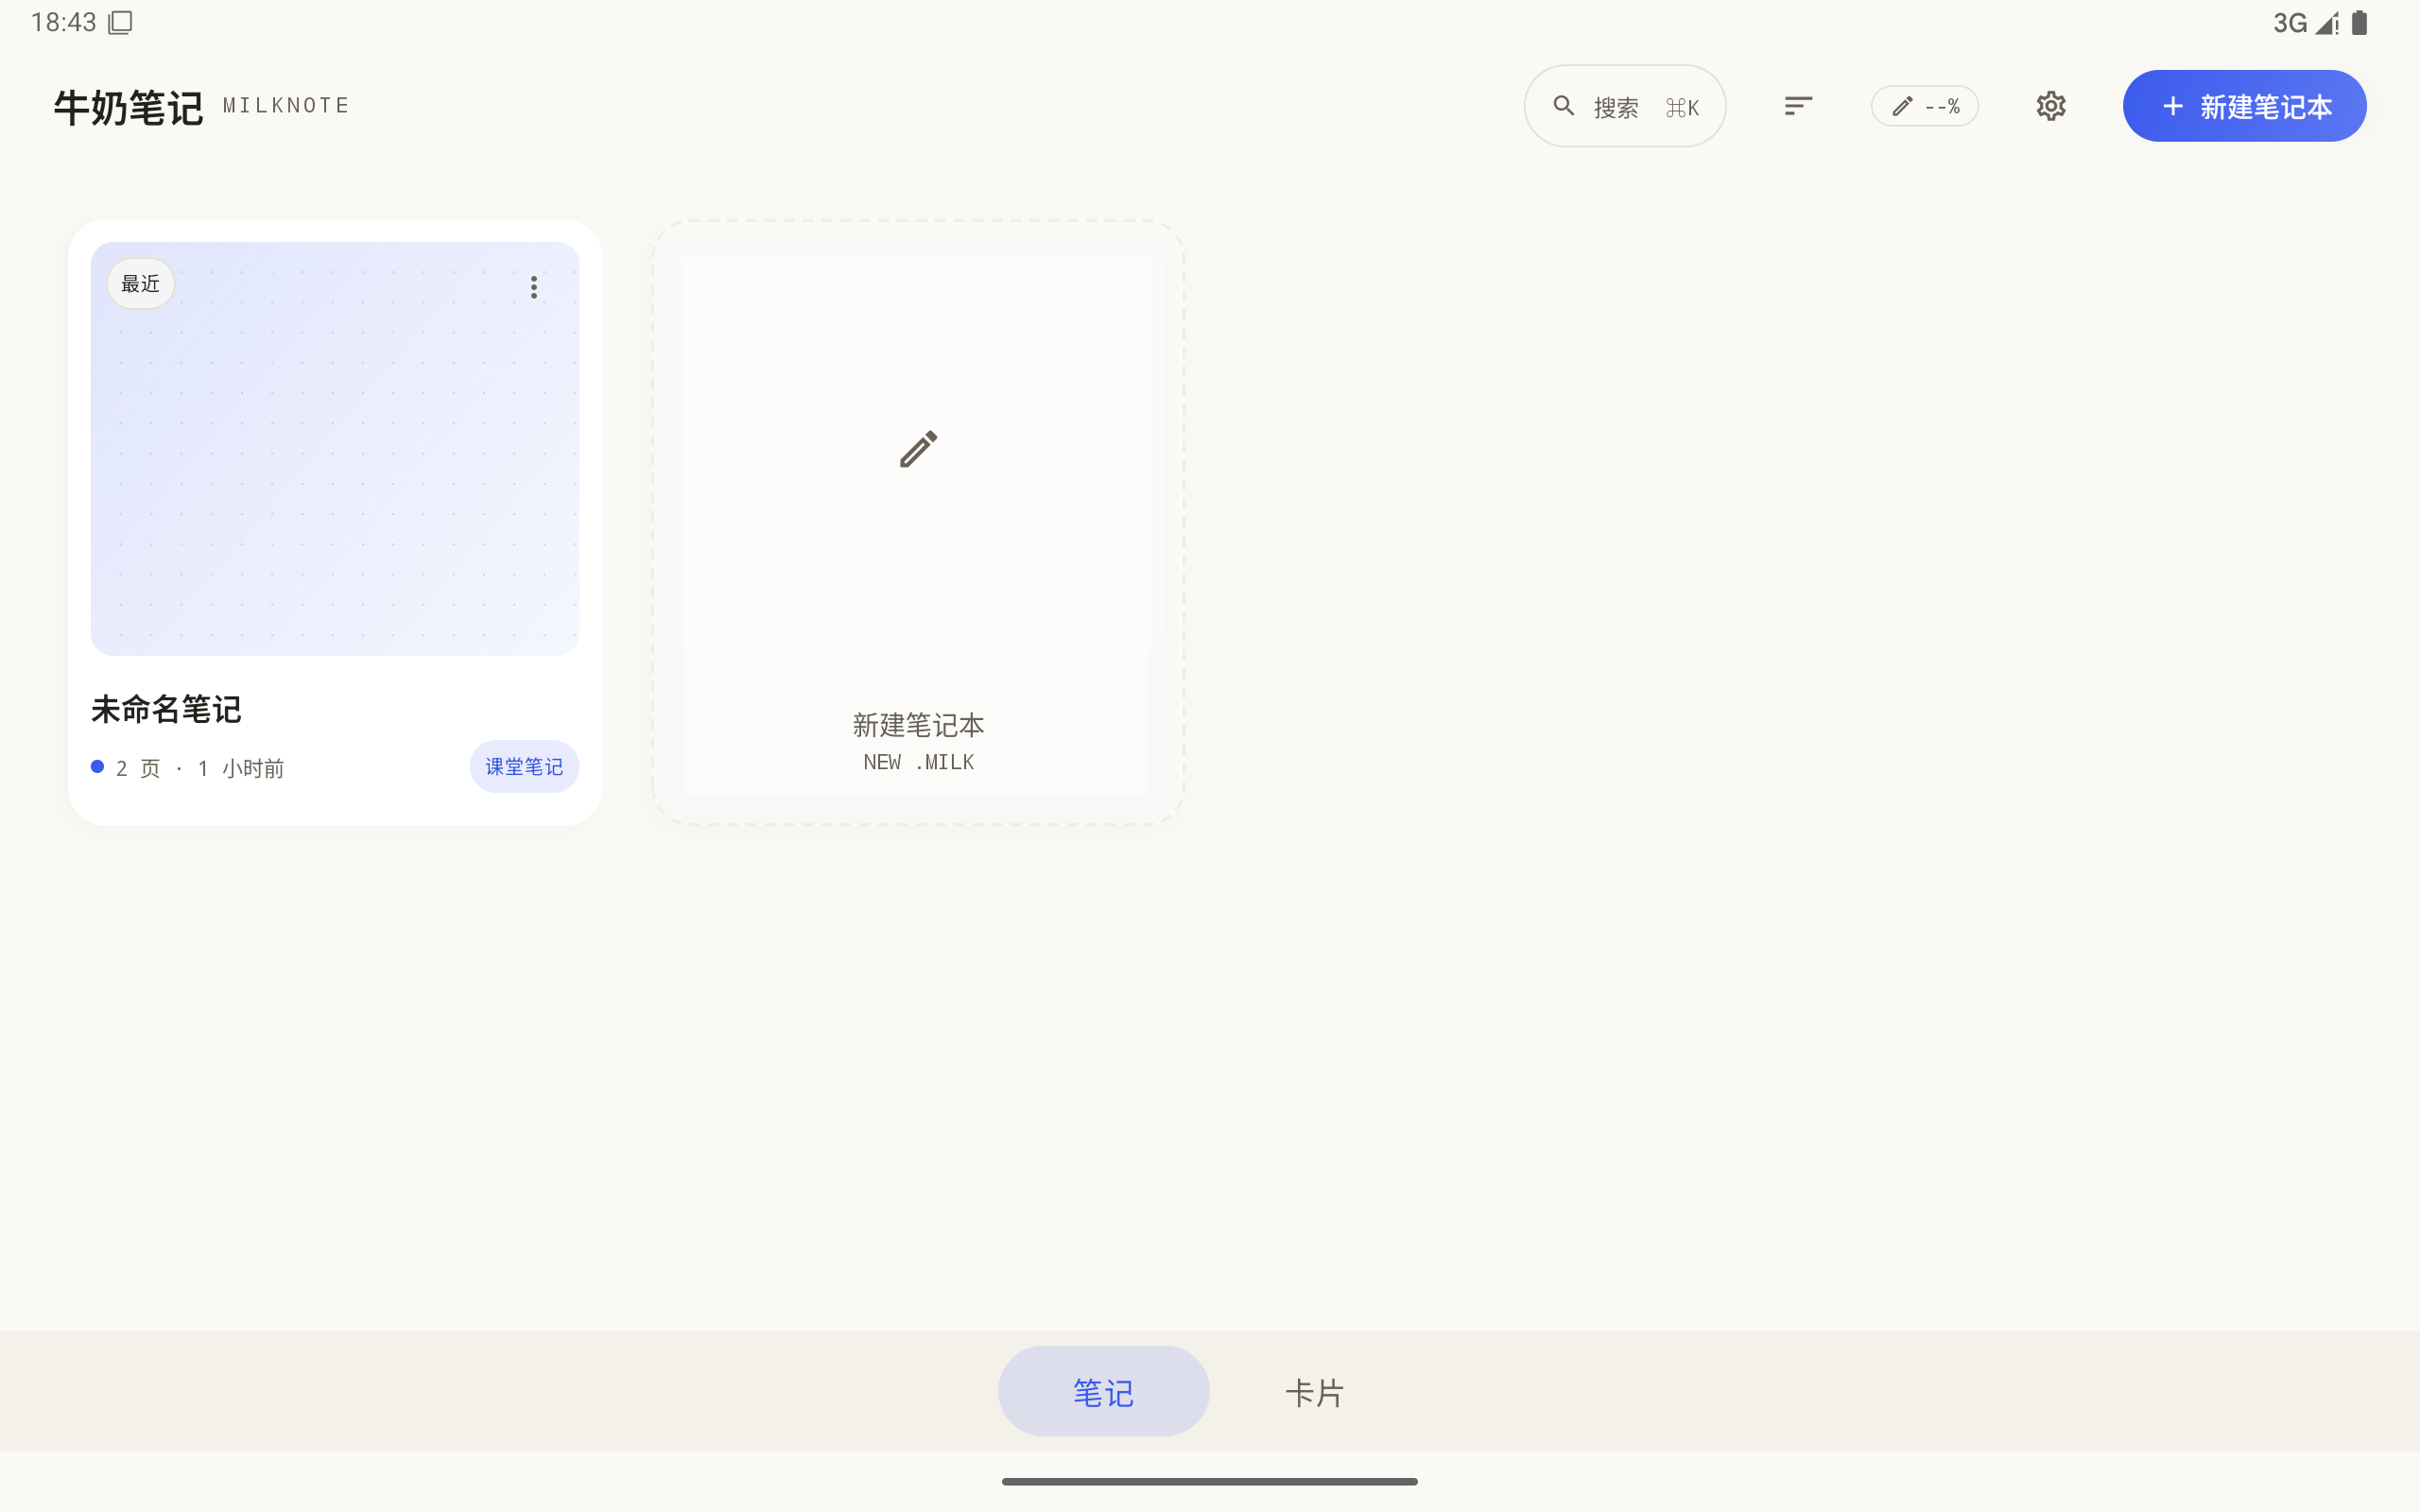 18:43
3G
牛奶笔记 MILKNOTE
搜索 ⌘K
--%
+ 新建笔记本
最近
未命名笔记
2 页 · 1 小时前
课堂笔记
新建笔记本
NEW .MILK
笔记
卡片